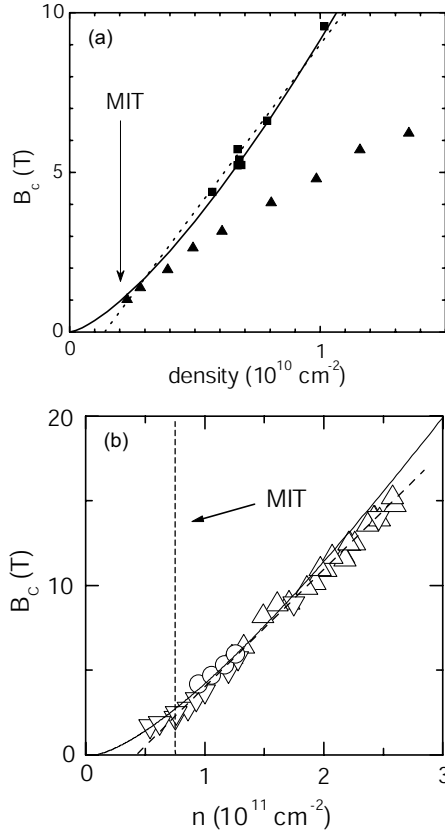 (a)
MIT
B_c (T)
10
5
0
0
1
density (10^10 cm^-2)
(b)
MIT
B_c (T)
20
10
0
0
1
2
3
n (10^11 cm^-2)